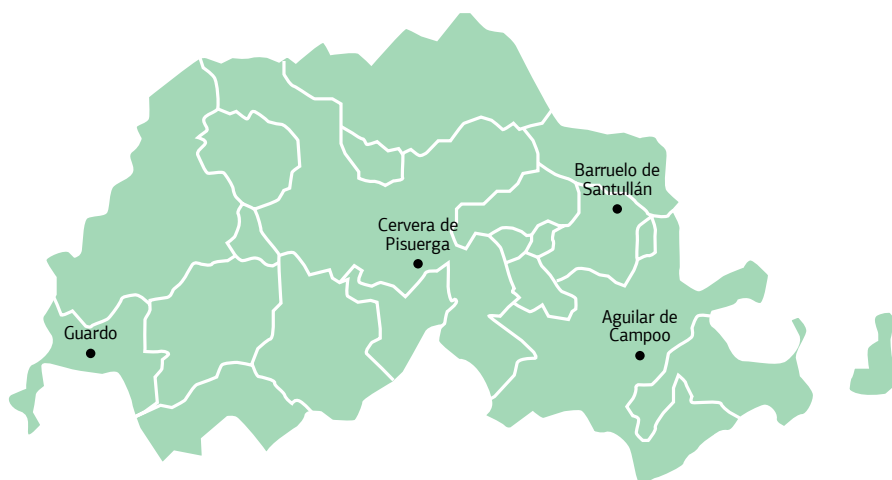 Barruelo de
Santullán
Cervera de
Pisuerga
Guardo
Aguilar de
Campoo